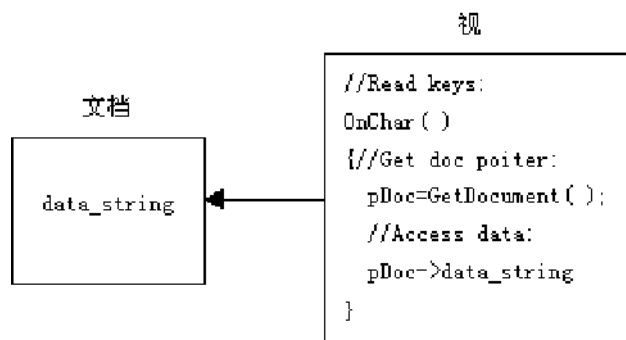 文档
data_string
视
//Read keys:
OnChar()
{//Get doc poiter:
pDoc=GetDocument();
//Access data:
pDoc->data_string
}